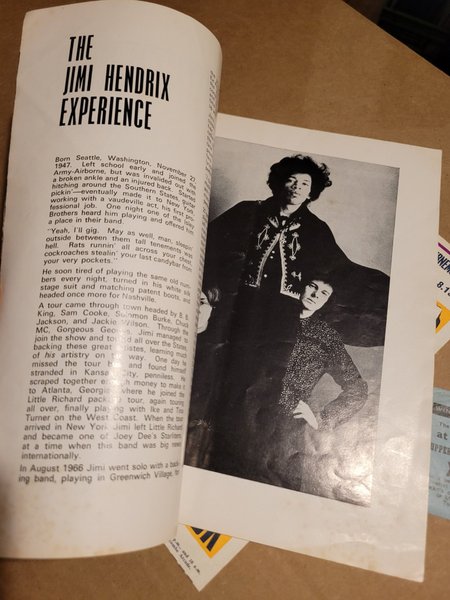 THE
JIMI HENDRIX
EXPERIENCE
Born Seattle, Washington, November 27,
1947. Left school early and joined the
Army-Airborne, but was invalided out with
a broken ankle and an injured back. Started
hitching around the Southern States, guitar
pickin'—eventually made it to New York,
working with a vaudeville act, his first pro-
fessional job. One night one of the Isley
Brothers heard him playing and offered him
a place in their band.
"Yeah, I'll gig. May as well, man, sleepin'
outside between them tall tenements was
hell. Rats runnin' all across your chest,
cockroaches stealin' your last candybar from
your very pockets."
He soon tired of playing the same old num-
bers every night, turned in his white silk
stage suit and matching patent boots, and
headed once more for Nashville.
A tour came through town headed by B. B.
King, Sam Cooke, Solomon Burke, Chuck
Jackson, and Jackie Wilson. Through the
MC, Gorgeous George, Jimi managed to
join the show and toured all over the States,
backing these great artistes, learning much
of his artistry on the way. One day he
missed the tour bus and found himself
stranded in Kansas City, penniless. He
scraped together enough money to make it
to Atlanta, Georgia, where he joined the
Little Richard package tour, again touring
all over, finally playing with Ike and Tina
Turner on the West Coast. When the tour
arrived in New York Jimi left Little Richard
and became one of Joey Dee's Starliters
at a time when this band was big news
internationally.
In August 1966 Jimi went solo with a back-
ing band, playing in Greenwich Village, for
8.1
The
at
UPPER